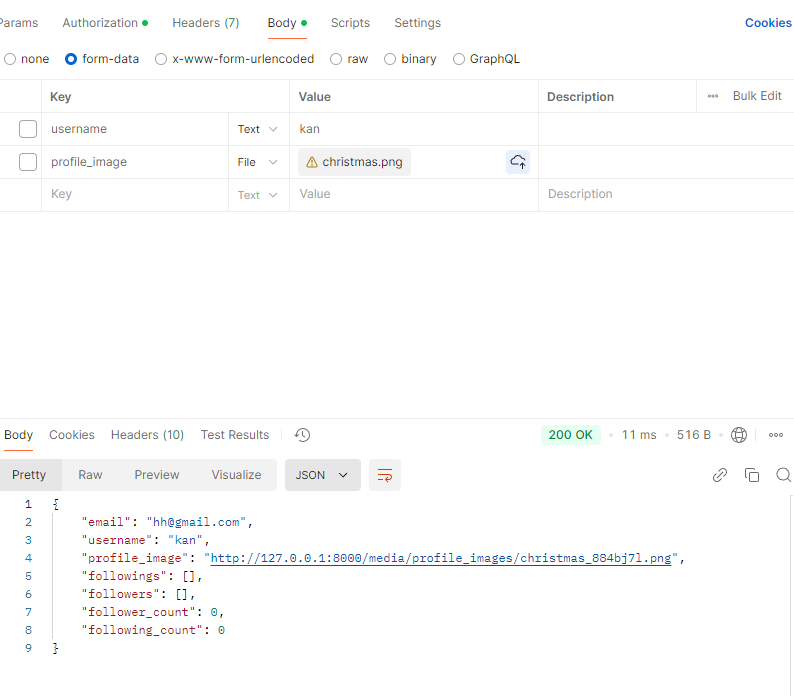 Params Authorization Headers (7) Body Scripts Settings Cookies
none form-data x-www-form-urlencoded raw binary GraphQL
Key Value Description Bulk Edit
username Text kan
profile_image File christmas.png
Key Text Value Description
Body Cookies Headers (10) Test Results 200 OK 11 ms 516 B
Pretty Raw Preview Visualize JSON
1 {
2 "email": "hh@gmail.com",
3 "username": "kan",
4 "profile_image": "http://127.0.0.1:8000/media/profile_images/christmas_884bj7l.png",
5 "followings": [],
6 "followers": [],
7 "follower_count": 0,
8 "following_count": 0
9 }